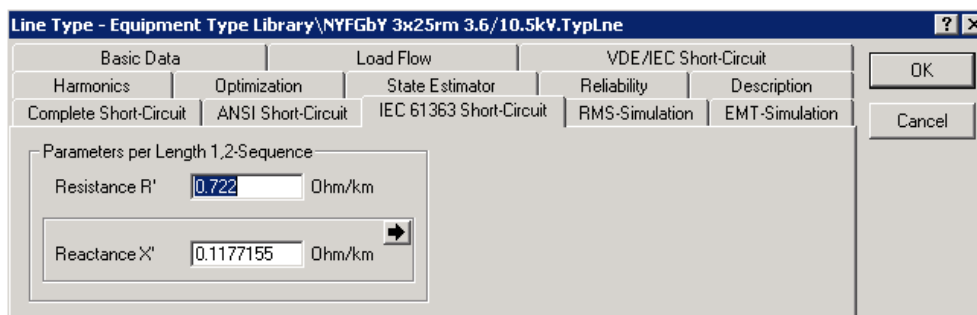 Line Type - Equipment Type Library\NYFGbY 3x25rm 3.6/10.5kV.TypLne
Basic Data Load Flow VDE/IEC Short-Circuit
Harmonics Optimization State Estimator Reliability Description
Complete Short-Circuit ANSI Short-Circuit IEC 61363 Short-Circuit RMS-Simulation EMT-Simulation
OK
Cancel
Parameters per Length 1,2-Sequence
Resistance R' 0.722 Ohm/km
Reactance X' 0.1177155 Ohm/km